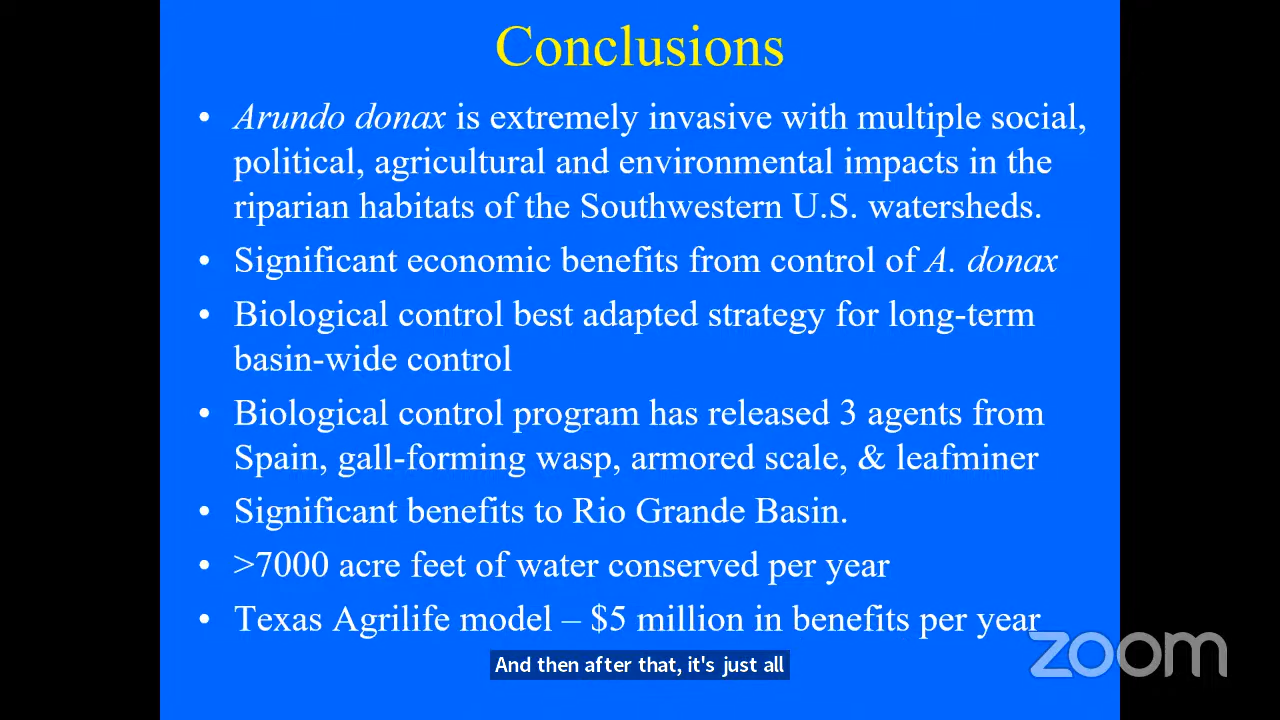 Conclusions
• Arundo donax is extremely invasive with multiple social,
political, agricultural and environmental impacts in the
riparian habitats of the Southwestern U.S. watersheds.
• Significant economic benefits from control of A. donax
• Biological control best adapted strategy for long-term
basin-wide control
• Biological control program has released 3 agents from
Spain, gall-forming wasp, armored scale, & leafminer
• Significant benefits to Rio Grande Basin.
• >7000 acre feet of water conserved per year
• Texas Agrilife model – $5 million in benefits per year
zoom
And then after that, it's just all